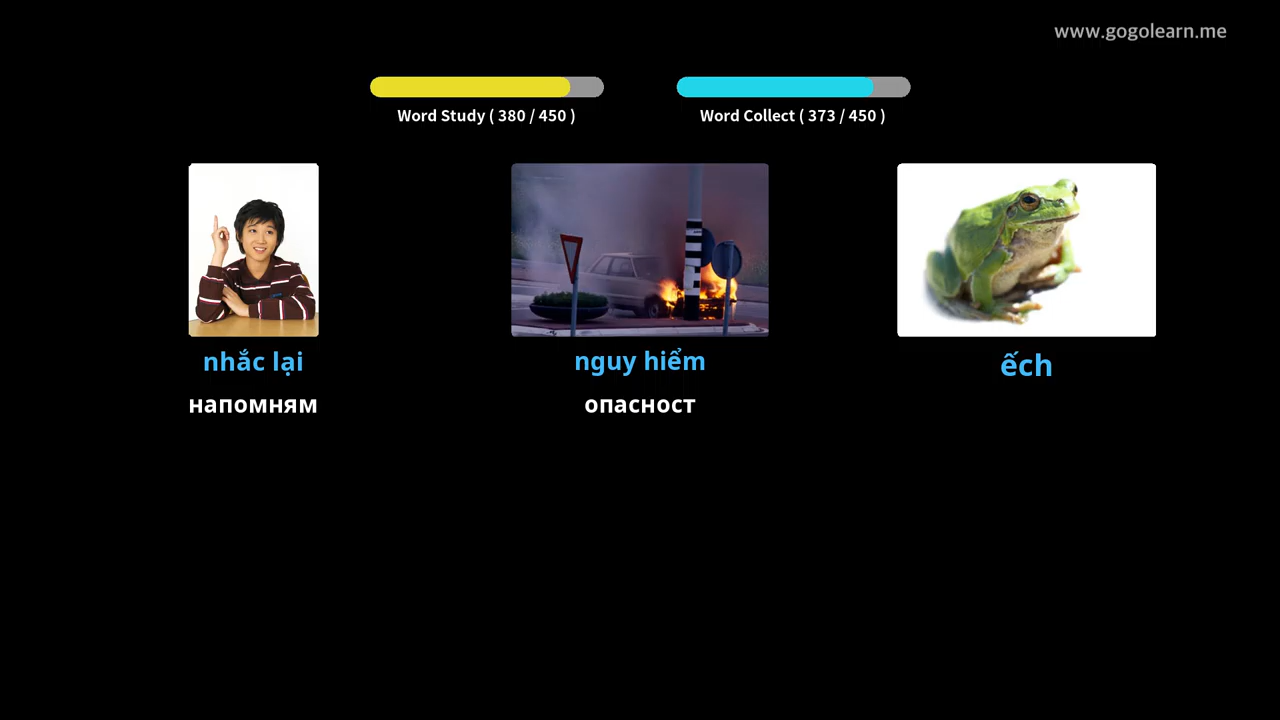 www.gogolearn.me
Word Study ( 380 / 450 )
Word Collect ( 373 / 450 )
nhắc lại
nguy hiểm
ếch
напомням
опасност